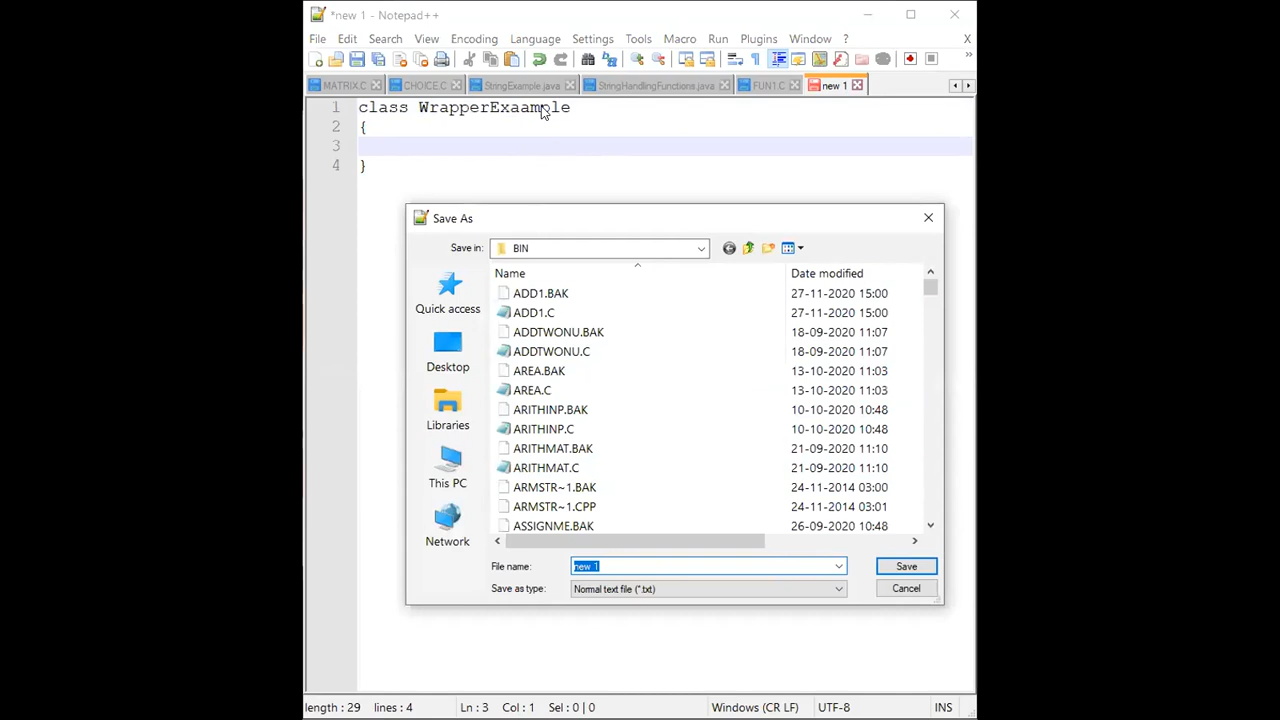 *new 1 - Notepad++
File Edit Search View Encoding Language Settings Tools Macro Run Plugins Window ? X
MATRIX.C CHOICE.C StringExample.java StringHandlingFunctions.java FUN1.C new 1
1 class WrapperExaample
2 {
3
4 }
Save As
Save in: BIN
Name Date modified
ADD1.BAK 27-11-2020 15:00
ADD1.C 27-11-2020 15:00
ADDTWONU.BAK 18-09-2020 11:07
ADDTWONU.C 18-09-2020 11:07
AREA.BAK 13-10-2020 11:03
AREA.C 13-10-2020 11:03
ARITHINP.BAK 10-10-2020 10:48
ARITHINP.C 10-10-2020 10:48
ARITHMAT.BAK 21-09-2020 11:10
ARITHMAT.C 21-09-2020 11:10
ARMSTR~1.BAK 24-11-2014 03:00
ARMSTR~1.CPP 24-11-2014 03:01
ASSIGNME.BAK 26-09-2020 10:48
Quick access
Desktop
Libraries
This PC
Network
File name: new 1 Save
Save as type: Normal text file (*.txt) Cancel
length : 29 lines : 4 Ln : 3 Col : 1 Sel : 0 | 0 Windows (CR LF) UTF-8 INS